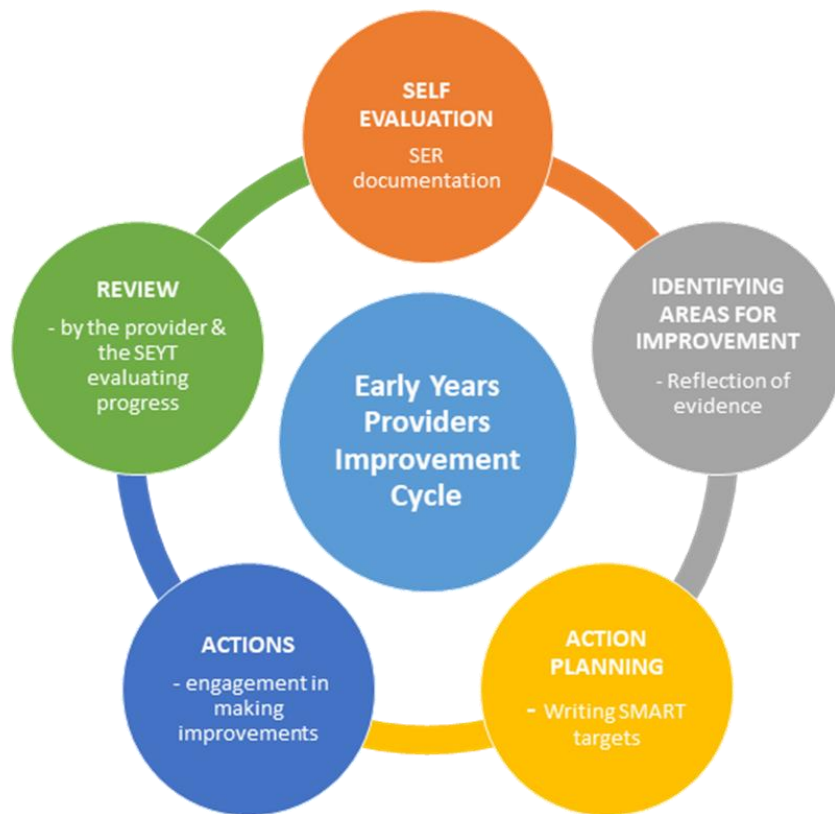 SELF
EVALUATION
SER
documentation
IDENTIFYING
AREAS FOR
IMPROVEMENT
- Reflection of
evidence
ACTION
PLANNING
- Writing SMART
targets
ACTIONS
- engagement in
making
improvements
REVIEW
- by the provider &
the SEYT
evaluating
progress
Early Years
Providers
Improvement
Cycle